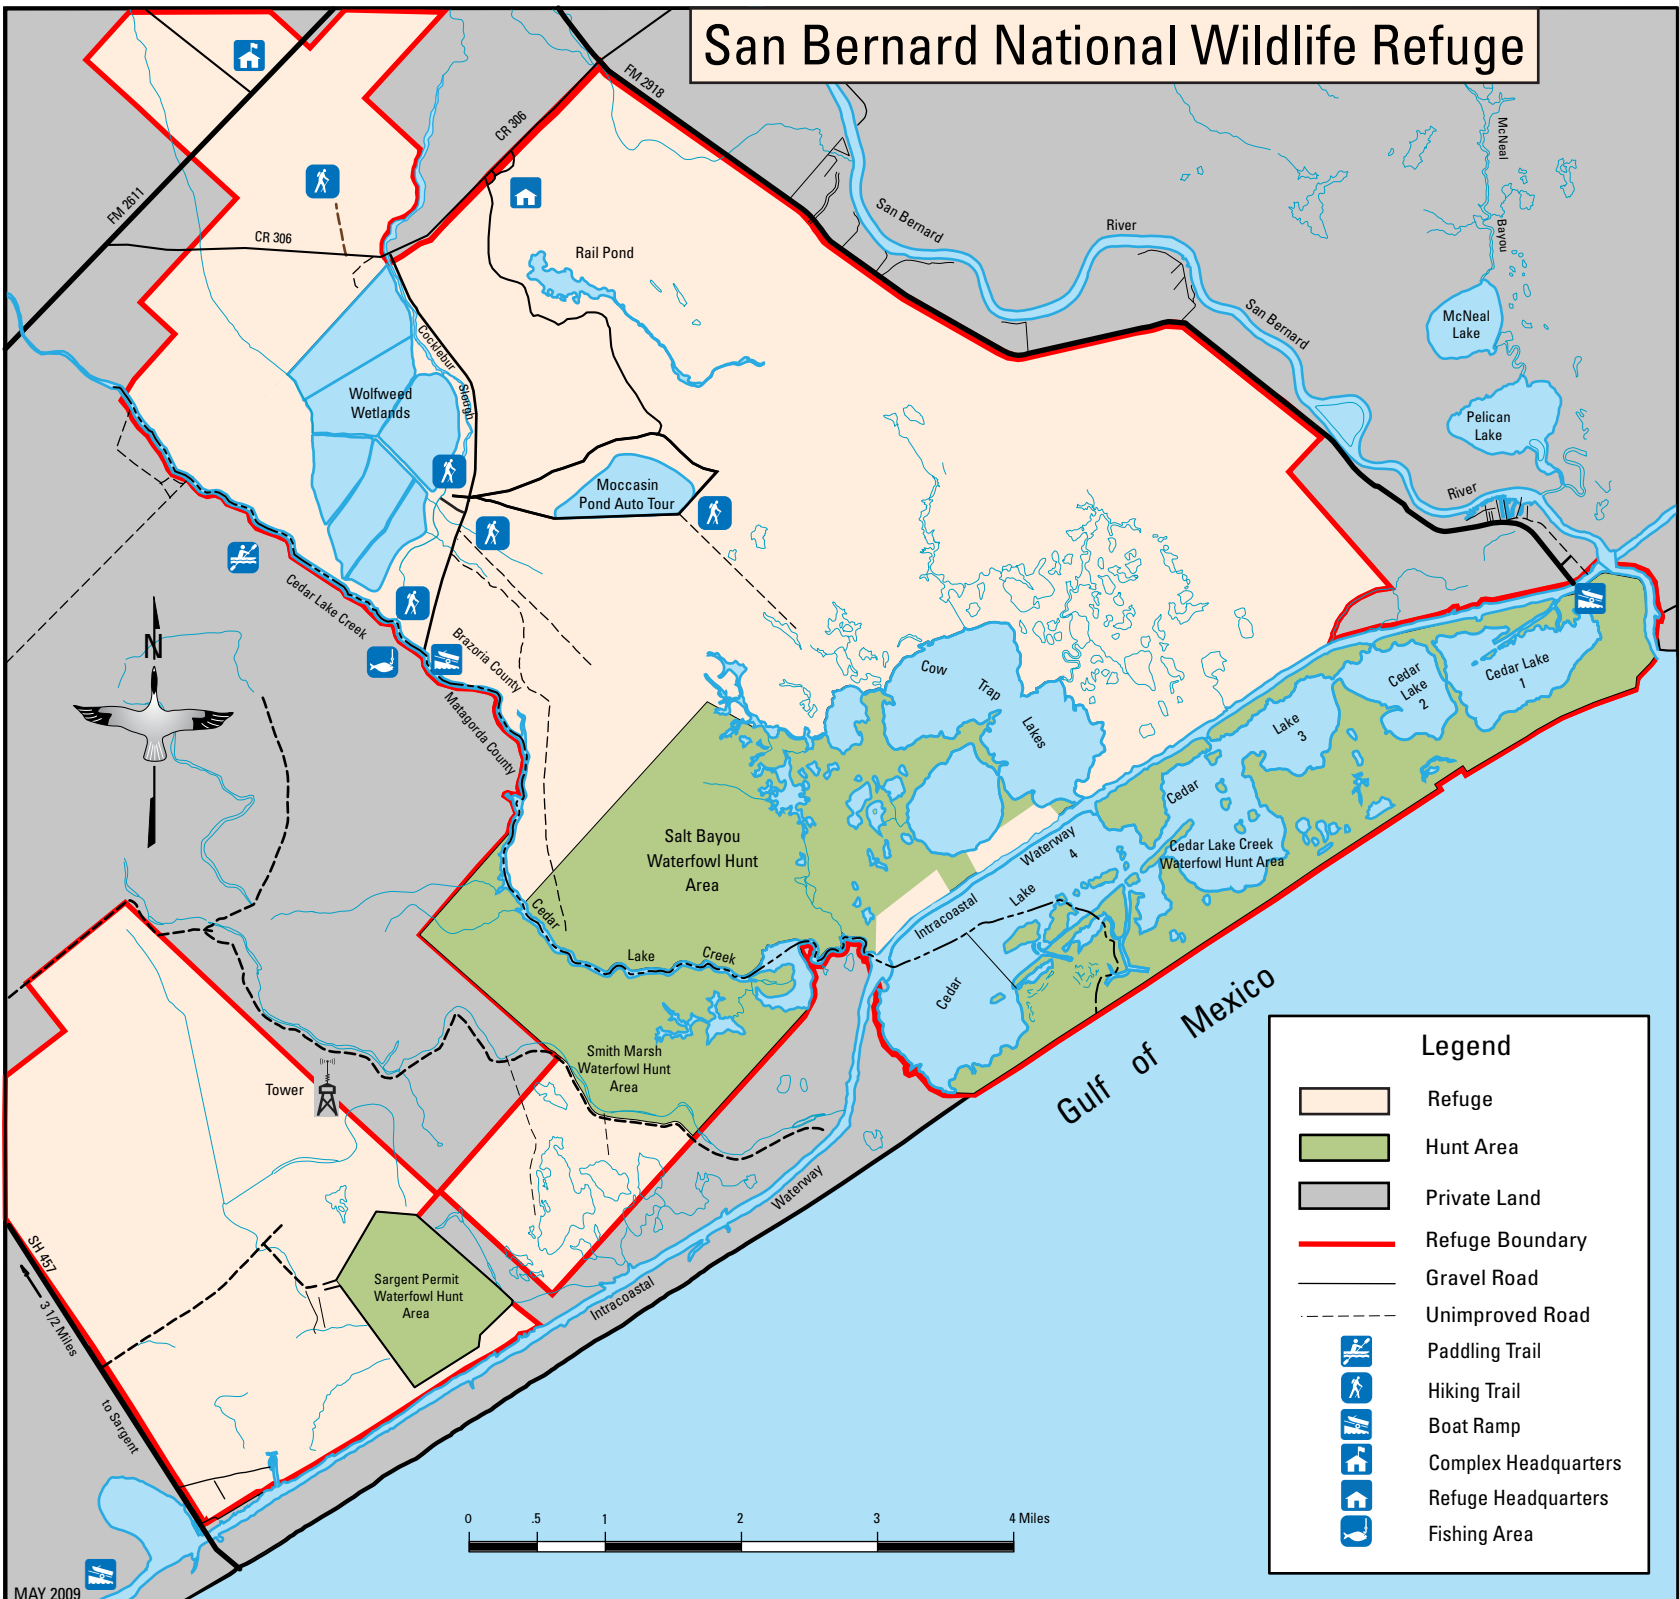 San Bernard National Wildlife Refuge
FM 2918
CR 306
FM 2611
CR 306
Rail Pond
San Bernard
River
San Bernard
River
McNeal
Bayou
McNeal
Lake
Pelican
Lake
Cocklebur
Slough
Wolfweed
Wetlands
Moccasin
Pond Auto Tour
Cedar Lake Creek
Brazoria County
Matagorda County
N
Cow
Trap
Lakes
Cedar Lake
1
Cedar
Lake
2
Lake
3
Cedar
Cedar Lake Creek
Waterfowl Hunt Area
Salt Bayou
Waterfowl Hunt
Area
Waterway
4
Intracoastal
Lake
Cedar
Cedar
Lake
Creek
Smith Marsh
Waterfowl Hunt
Area
Tower
Gulf of Mexico
Waterway
Intracoastal
Sargent Permit
Waterfowl Hunt
Area
SH 457
3 1/2 Miles
to Sargent
0 .5 1 2 3 4 Miles
MAY 2009
Legend
Refuge
Hunt Area
Private Land
Refuge Boundary
Gravel Road
Unimproved Road
Paddling Trail
Hiking Trail
Boat Ramp
Complex Headquarters
Refuge Headquarters
Fishing Area